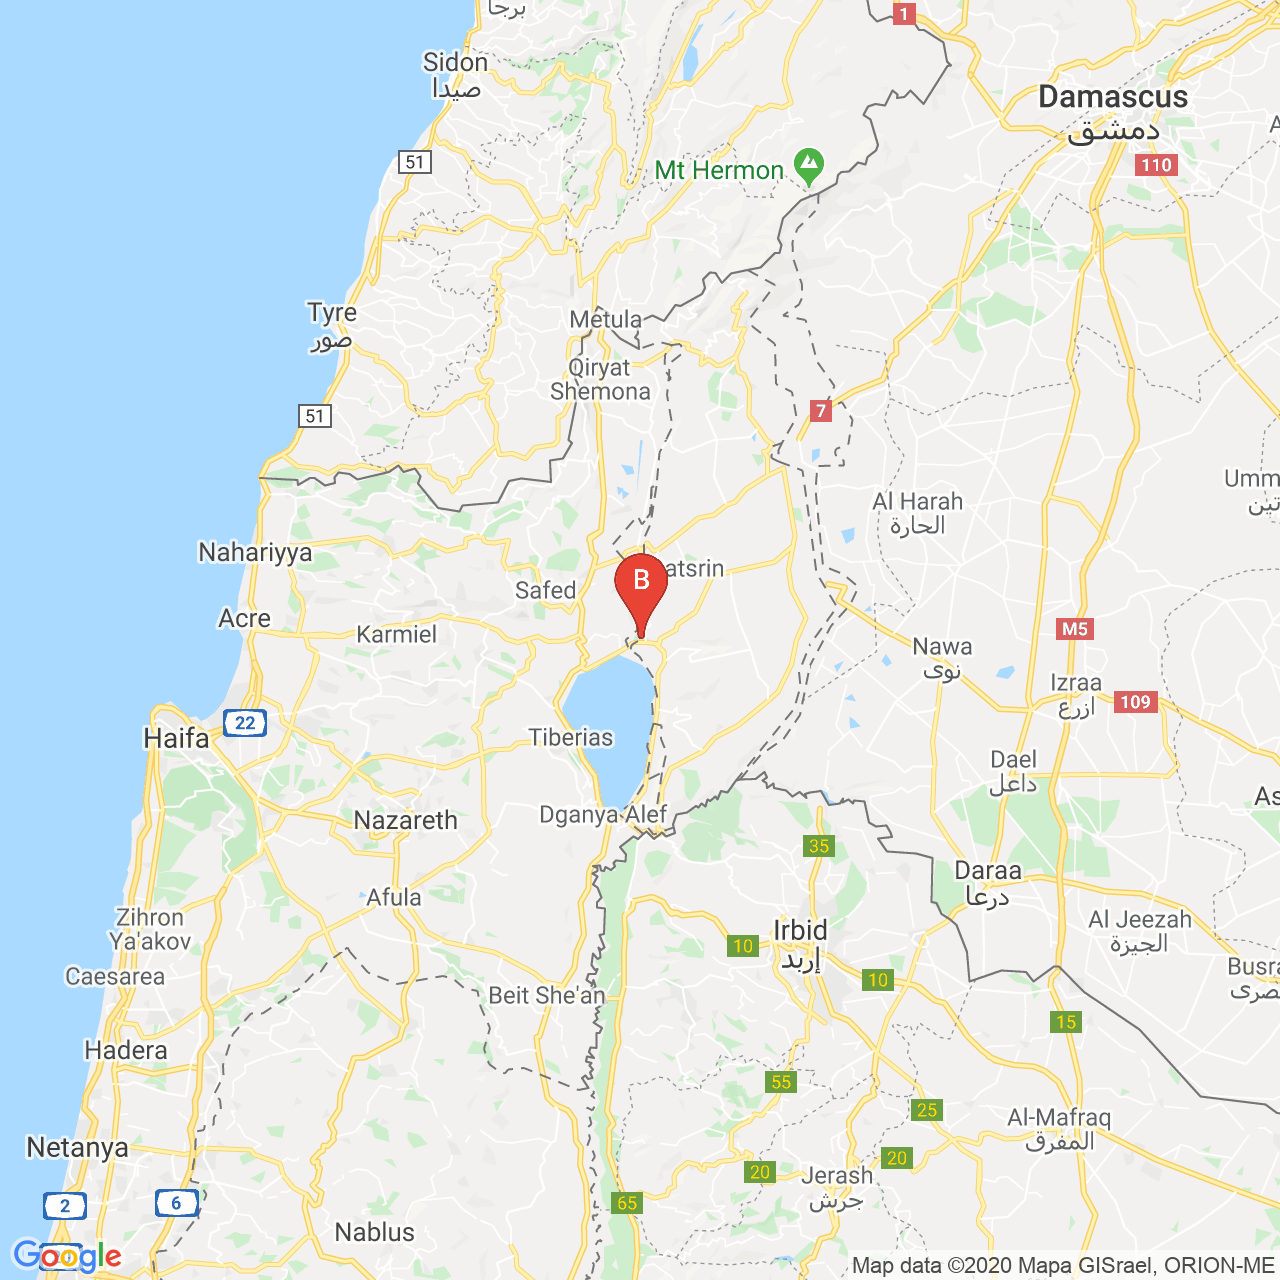 برجا
1
Sidon
صيدا
Damascus
دمشق
51
110
Mt Hermon
Tyre
صور
Metula
Qiryat
Shemona
51
7
Al Harah
الحارة
Umm
تين
Nahariyya
atsrin
B
Safed
Acre
Karmiel
M5
Nawa
نوى
Izraa
ازرع
109
22
Haifa
Tiberias
Dael
داعل
As
Dganya Alef
Nazareth
35
Daraa
درعا
Afula
Zihron
Ya'akov
Al Jeezah
الجيزة
Irbid
إربد
10
Caesarea
10
Busra
صرى
Beit She'an
15
Hadera
55
25
Al-Mafraq
المفرق
Netanya
20
20
Jerash
جرش
2
6
65
Nablus
Google
Map data ©2020 Mapa GISrael, ORION-ME